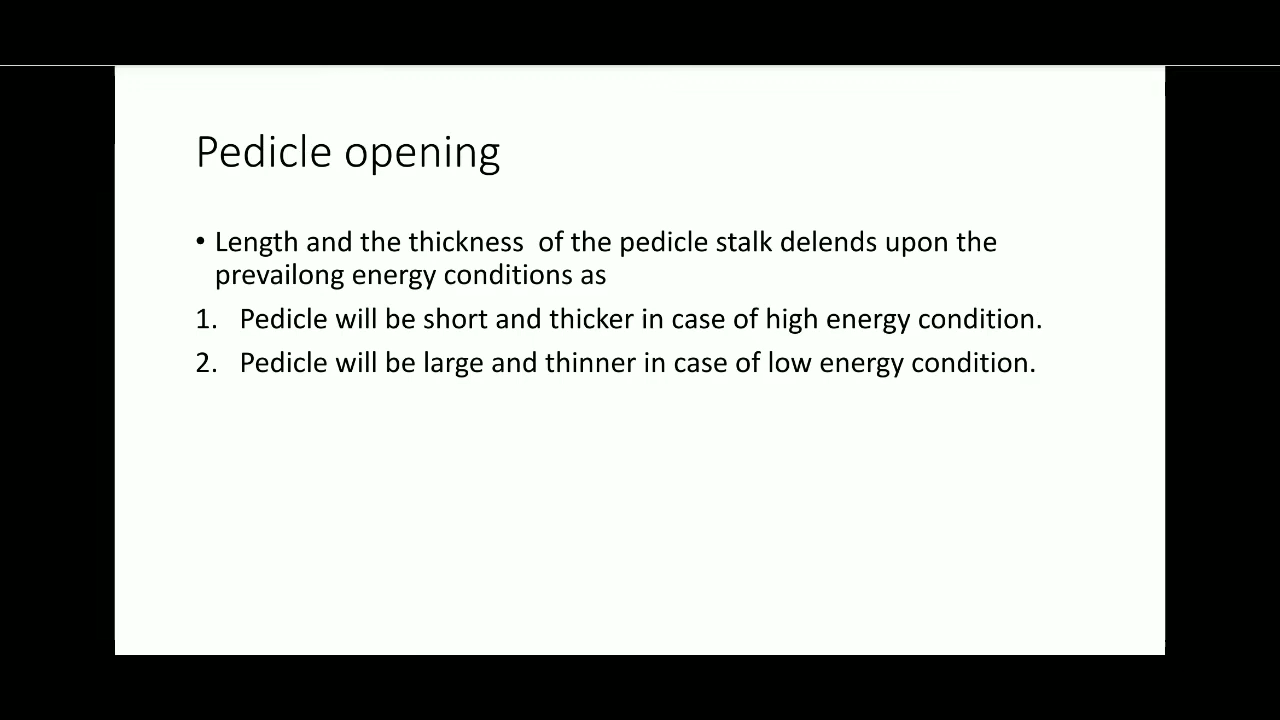 Pedicle opening
• Length and the thickness  of the pedicle stalk delends upon the
prevailong energy conditions as
1. Pedicle will be short and thicker in case of high energy condition.
2. Pedicle will be large and thinner in case of low energy condition.